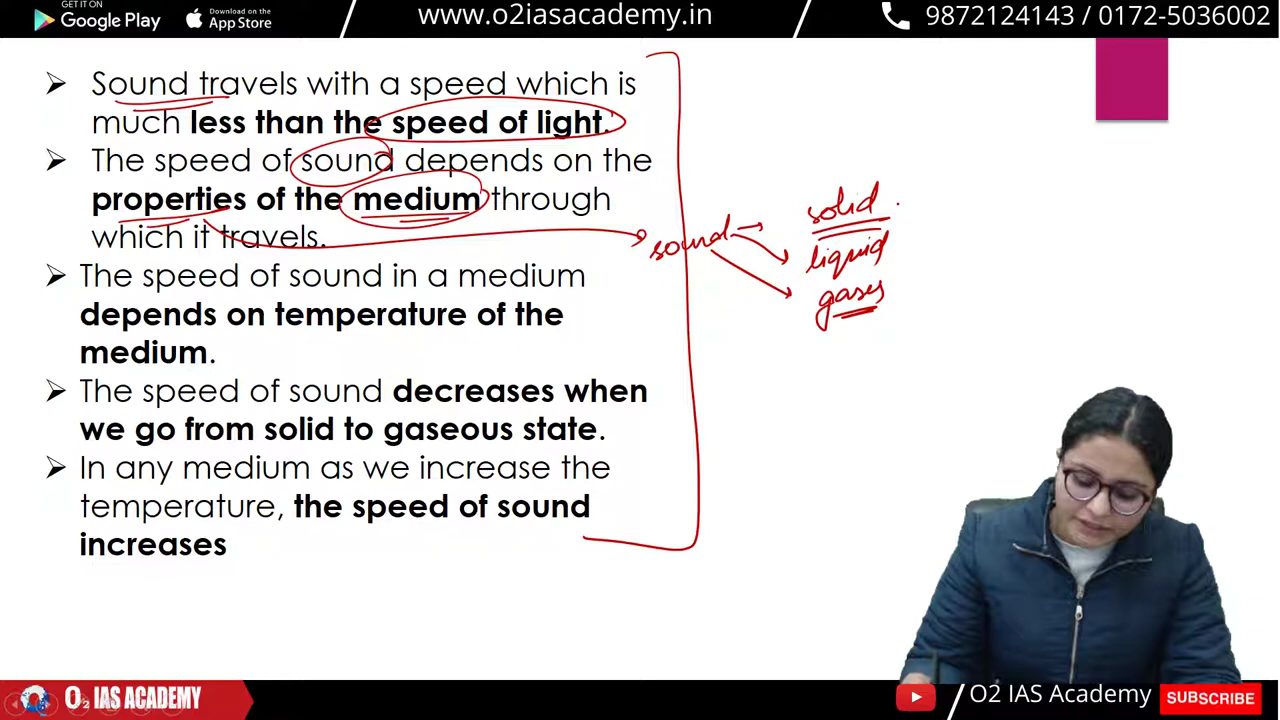 GET IT ON
Google Play
Download on the
App Store
www.o2iasacademy.in
9872124143 / 0172-5036002
➢ Sound travels with a speed which is
much less than the speed of light.
➢ The speed of sound depends on the
properties of the medium through
which it travels.
➢ The speed of sound in a medium
depends on temperature of the
medium.
➢ The speed of sound decreases when
we go from solid to gaseous state.
➢ In any medium as we increase the
temperature, the speed of sound
increases
sound
solid
liquid
gases
O2 IAS ACADEMY
O2 IAS Academy
SUBSCRIBE